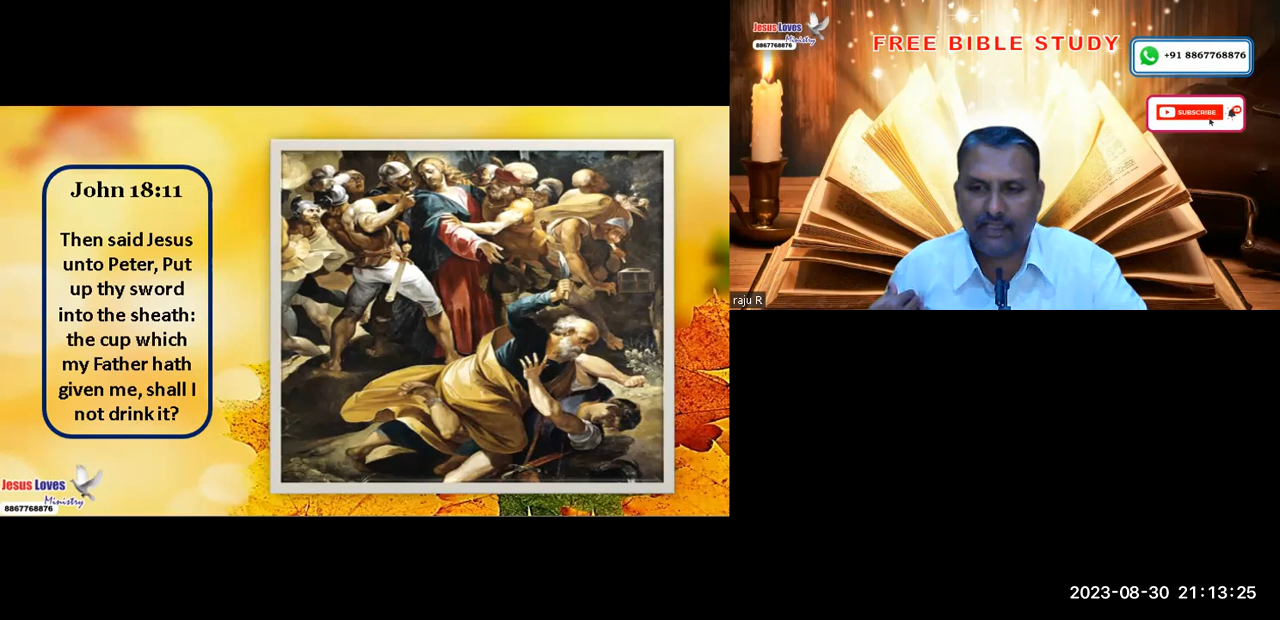 John 18:11
Then said Jesus
unto Peter, Put
up thy sword
into the sheath:
the cup which
my Father hath
given me, shall I
not drink it?
Jesus Loves
Ministry
8867768876
Jesus Loves
Ministry
8867768876
FREE BIBLE STUDY
+91 8867768876
SUBSCRIBE
raju R
2023-08-30 21:13:25